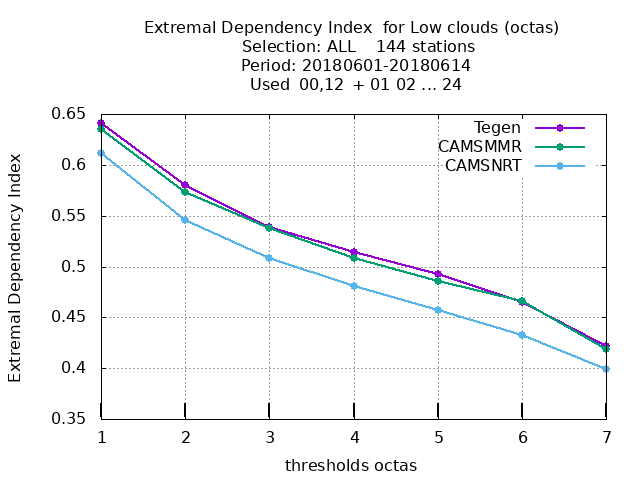 Extremal Dependency Index  for Low clouds (octas)
Selection: ALL    144 stations
Period: 20180601-20180614
Used  00,12  + 01 02 ... 24
Tegen
CAMSMMR
CAMSNRT
Extremal Dependency Index
0.65
0.6
0.55
0.5
0.45
0.4
0.35
1 2 3 4 5 6 7
thresholds octas